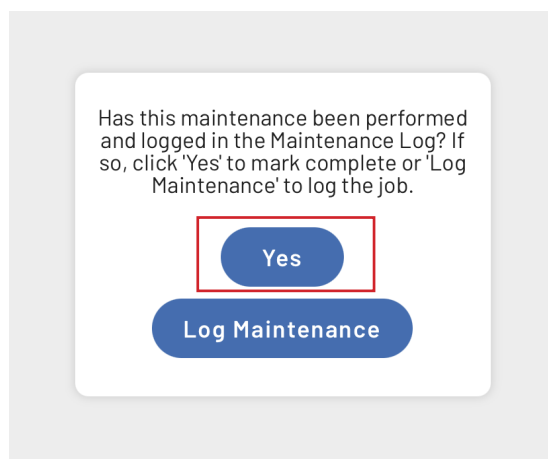 Has this maintenance been performed
and logged in the Maintenance Log? If
so, click 'Yes' to mark complete or 'Log
Maintenance' to log the job.
Yes
Log Maintenance